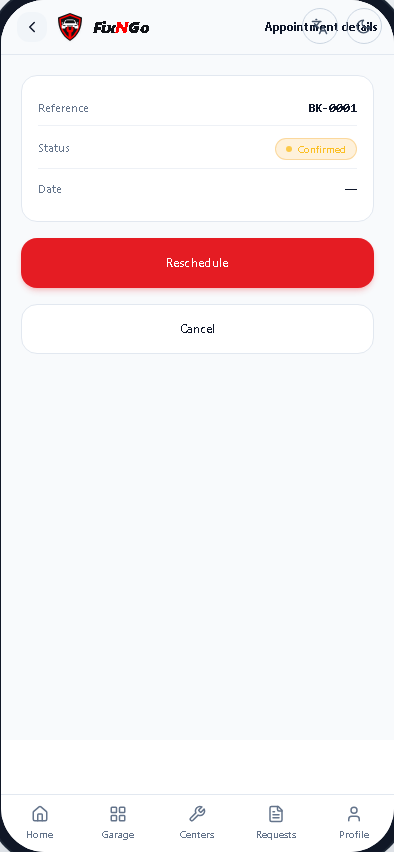 FixNGo
Appointment details
Reference
BK-0001
Status
Confirmed
Date
—
Reschedule
Cancel
Home
Garage
Centers
Requests
Profile